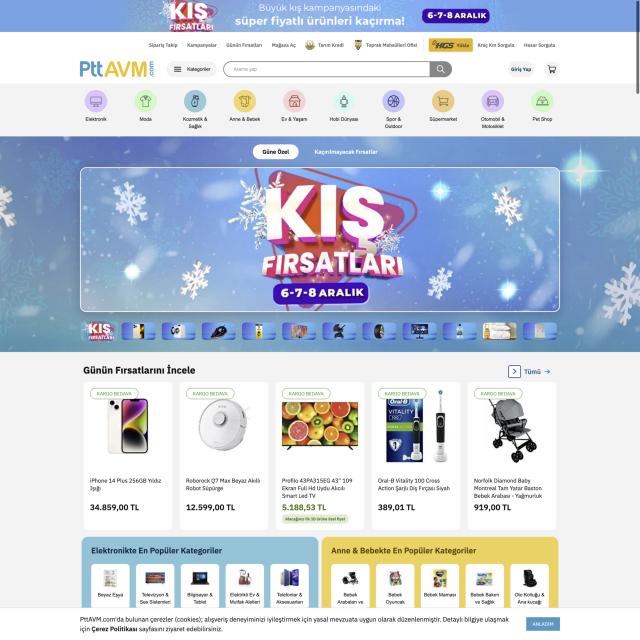 KIŞ
FIRSATLARI
Büyük kış kampanyasındaki
süper fiyatlı ürünleri kaçırma!
6-7-8 ARALIK
Sipariş Takip
Kampanyalar
Günün Fırsatları
Mağaza Aç
Tarım Kredi
Toprak Mahsülleri Ofisi
HGS Yükle
Araç Km Sorgula
Hasar Sorgula
PttAVM.com
Kategoriler
Arama yap
Giriş Yap
Elektronik
Moda
Kozmetik &
Sağlık
Anne & Bebek
Ev & Yaşam
Hobi Dünyası
Spor &
Outdoor
Süpermarket
Otomobil &
Motosiklet
Pet Shop
Güne Özel
Kaçırılmayacak Fırsatlar
KIŞ
FIRSATLARI
6-7-8 ARALIK
KIŞ
FIRSATLARI
Günün Fırsatlarını İncele
Tümü →
KARGO BEDAVA
iPhone 14 Plus 256GB Yıldız
Işığı
34.859,00 TL
KARGO BEDAVA
Roborock Q7 Max Beyaz Akıllı
Robot Süpürge
12.599,00 TL
KARGO BEDAVA
Profilo 43PA315EG 43'' 109
Ekran Full Hd Uydu Alıcılı
Smart Led TV
5.188,53 TL
KARGO BEDAVA
Oral-B
VITALITY
Oral-B Vitality 100 Cross
Action Şarjlı Diş Fırçası Siyah
389,01 TL
KARGO BEDAVA
Norfolk Diamond Baby
Montreal Tam Yatar Baston
Bebek Arabası - Yağmurluk
919,00 TL
Elektronikte En Popüler Kategoriler
Beyaz Eşya
Televizyon &
Ses Sistemleri
Bilgisayar &
Tablet
Elektrikli Ev &
Mutfak Aletleri
Telefonlar &
Aksesuarları
Anne & Bebekte En Popüler Kategoriler
Bebek
Arabaları ve
Bebek
Oyuncak
Bebek Maması
Bebek Bakım
ve Sağlık
Oto Koltuğu &
Ana kucağı
PttAVM.com'da bulunan çerezler (cookies); alışveriş deneyiminizi iyileştirmek için yasal mevzuata uygun olarak düzenlenmiştir. Detaylı bilgiye ulaşmak
için Çerez Politikası sayfasını ziyaret edebilirsiniz.
ANLADIM